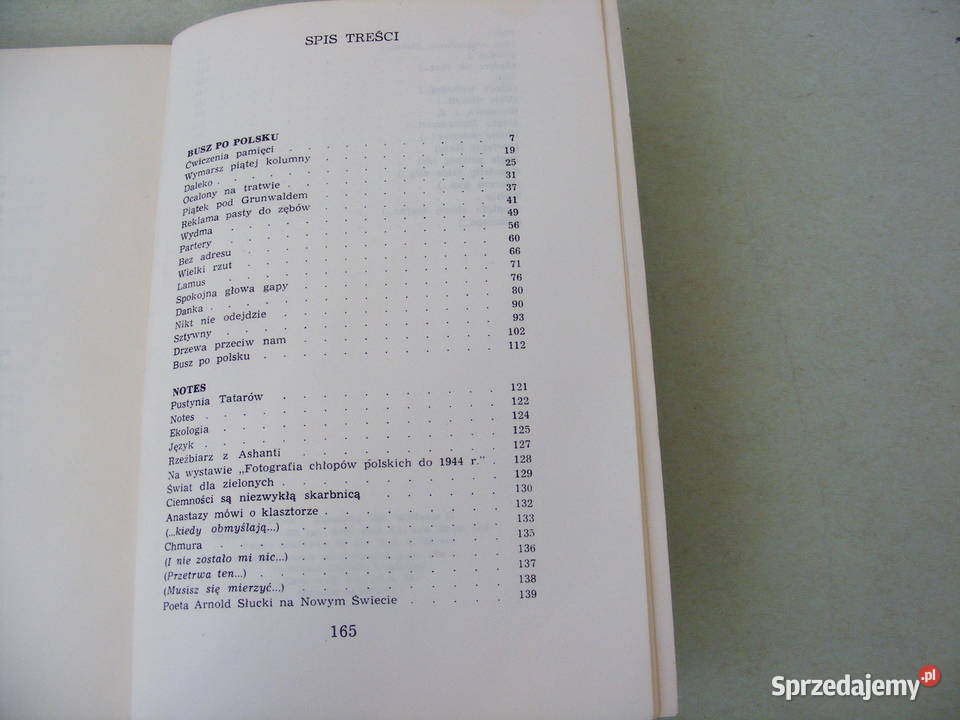 SPIS TREŚCI
BUSZ PO POLSKU
Ćwiczenia pamięci . . . . . . . . . . 7
Wymarsz piątej kolumny . . . . . . . . 19
Daleko . . . . . . . . . . . . 25
Ocalony na tratwie . . . . . . . . . 31
Piątek pod Grunwaldem . . . . . . . . 37
Reklama pasty do zębów . . . . . . . . 41
Wydma . . . . . . . . . . . . 49
Partery . . . . . . . . . . . . 56
Bez adresu . . . . . . . . . . . 60
Wielki rzut . . . . . . . . . . . 66
Lamus . . . . . . . . . . . . 71
Spokojna głowa gapy . . . . . . . . . 76
Danka . . . . . . . . . . . . 80
Nikt nie odejdzie . . . . . . . . . . 90
Sztywny . . . . . . . . . . . . 93
Drzewa przeciw nam . . . . . . . . . 102
Busz po polsku . . . . . . . . . . 112
NOTES
Pustynia Tatarów . . . . . . . . . . 121
Notes . . . . . . . . . . . . 122
Ekologia . . . . . . . . . . . . 124
Język . . . . . . . . . . . . 125
Rzeźbiarz z Ashanti . . . . . . . . . 127
Na wystawie „Fotografia chłopów polskich do 1944 r.” . 128
Świat dla zielonych . . . . . . . . . 129
Ciemności są niezwykłą skarbnicą . . . . . . 130
Anastazy mówi o klasztorze . . . . . . . 132
(...kiedy obmyślają...) . . . . . . . . . 133
Chmura . . . . . . . . . . . . 135
(I nie zostało mi nic...) . . . . . . . . . 136
(Przetrwa ten...) . . . . . . . . . . 137
(Musisz się mierzyć...) . . . . . . . . . 138
Poeta Arnold Słucki na Nowym Świecie . . . . . 139
165
Sprzedajemy.pl